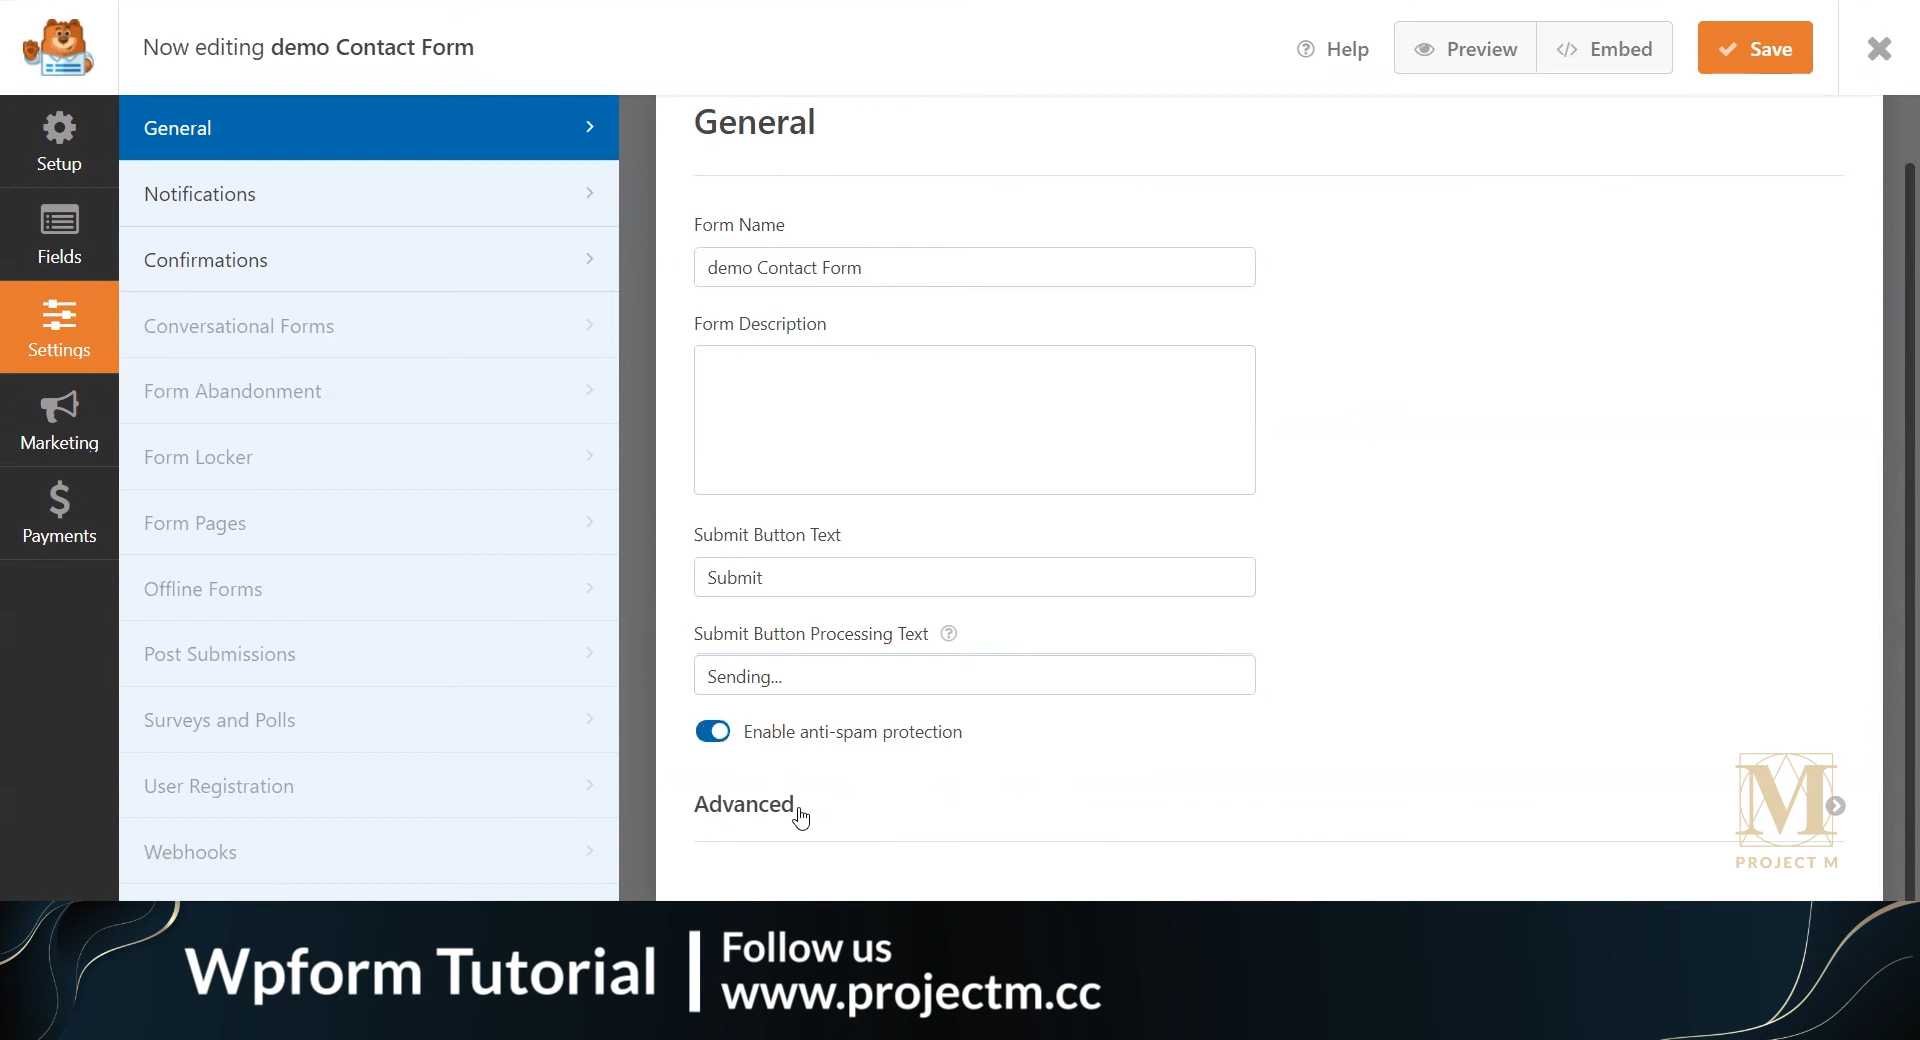 Now editing demo Contact Form
Help
Preview
Embed
Save
Setup
Fields
Settings
Marketing
Payments
General
Notifications
Confirmations
Conversational Forms
Form Abandonment
Form Locker
Form Pages
Offline Forms
Post Submissions
Surveys and Polls
User Registration
Webhooks
General
Form Name
demo Contact Form
Form Description
Submit Button Text
Submit
Submit Button Processing Text
Sending...
Enable anti-spam protection
Advanced
M
PROJECT M
Wpform Tutorial
Follow us
www.projectm.cc